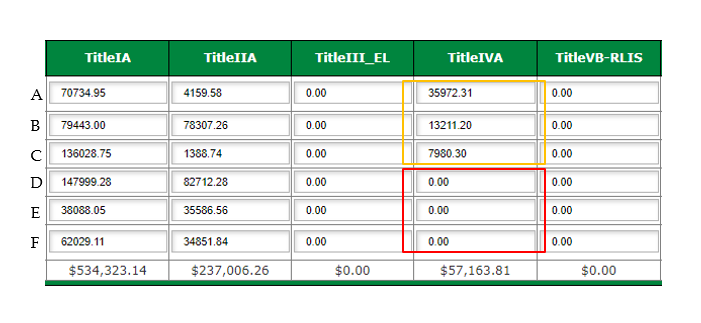 TitleIA TitleIIA TitleIII_EL TitleIVA TitleVB-RLIS
A 70734.95 4159.58 0.00 35972.31 0.00
B 79443.00 78307.26 0.00 13211.20 0.00
C 136028.75 1388.74 0.00 7980.30 0.00
D 147999.28 82712.28 0.00 0.00 0.00
E 38088.05 35586.56 0.00 0.00 0.00
F 62029.11 34851.84 0.00 0.00 0.00
$534,323.14 $237,006.26 $0.00 $57,163.81 $0.00